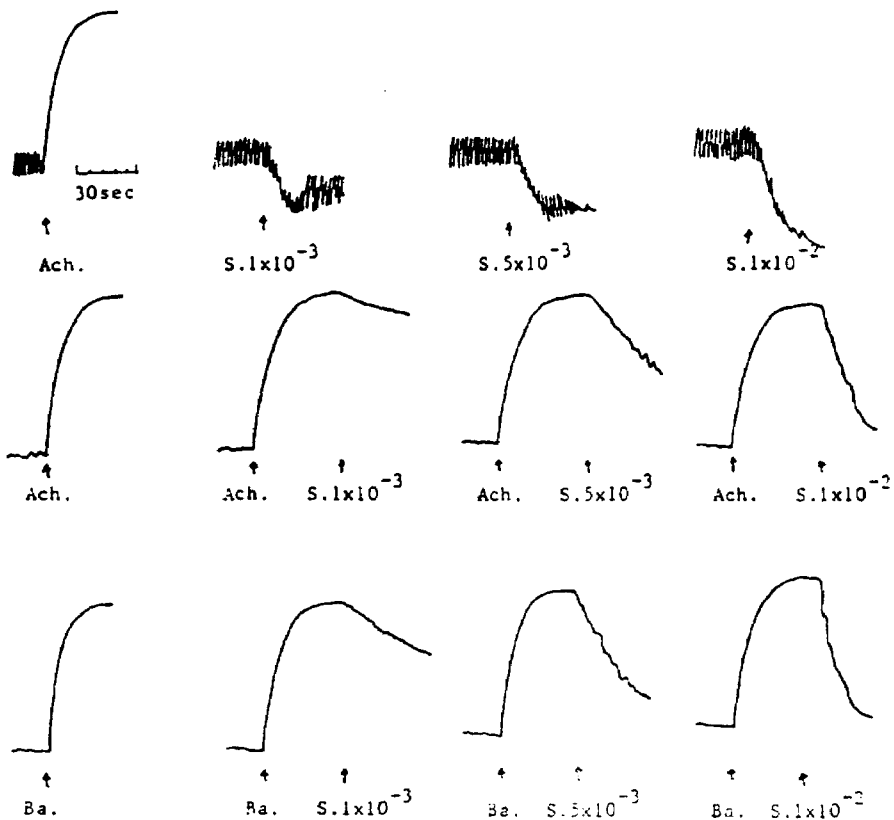 30sec
Ach. S.1x10⁻³ S.5x10⁻³ S.1x10⁻²
Ach. Ach. S.1x10⁻³ Ach. S.5x10⁻³ Ach. S.1x10⁻²
Ba. Ba. S.1x10⁻³ Ba. S.5x10⁻³ Ba. S.1x10⁻²